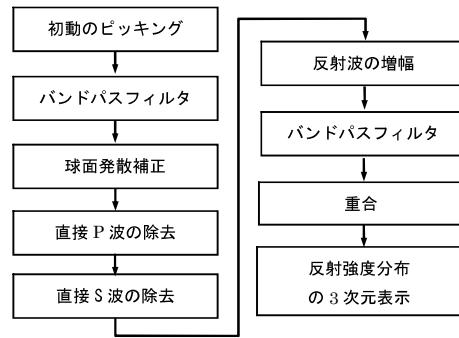 初動のピッキング
バンドパスフィルタ
球面発散補正
直接 P 波の除去
直接 S 波の除去
反射波の増幅
バンドパスフィルタ
重合
反射強度分布
の 3 次元表示